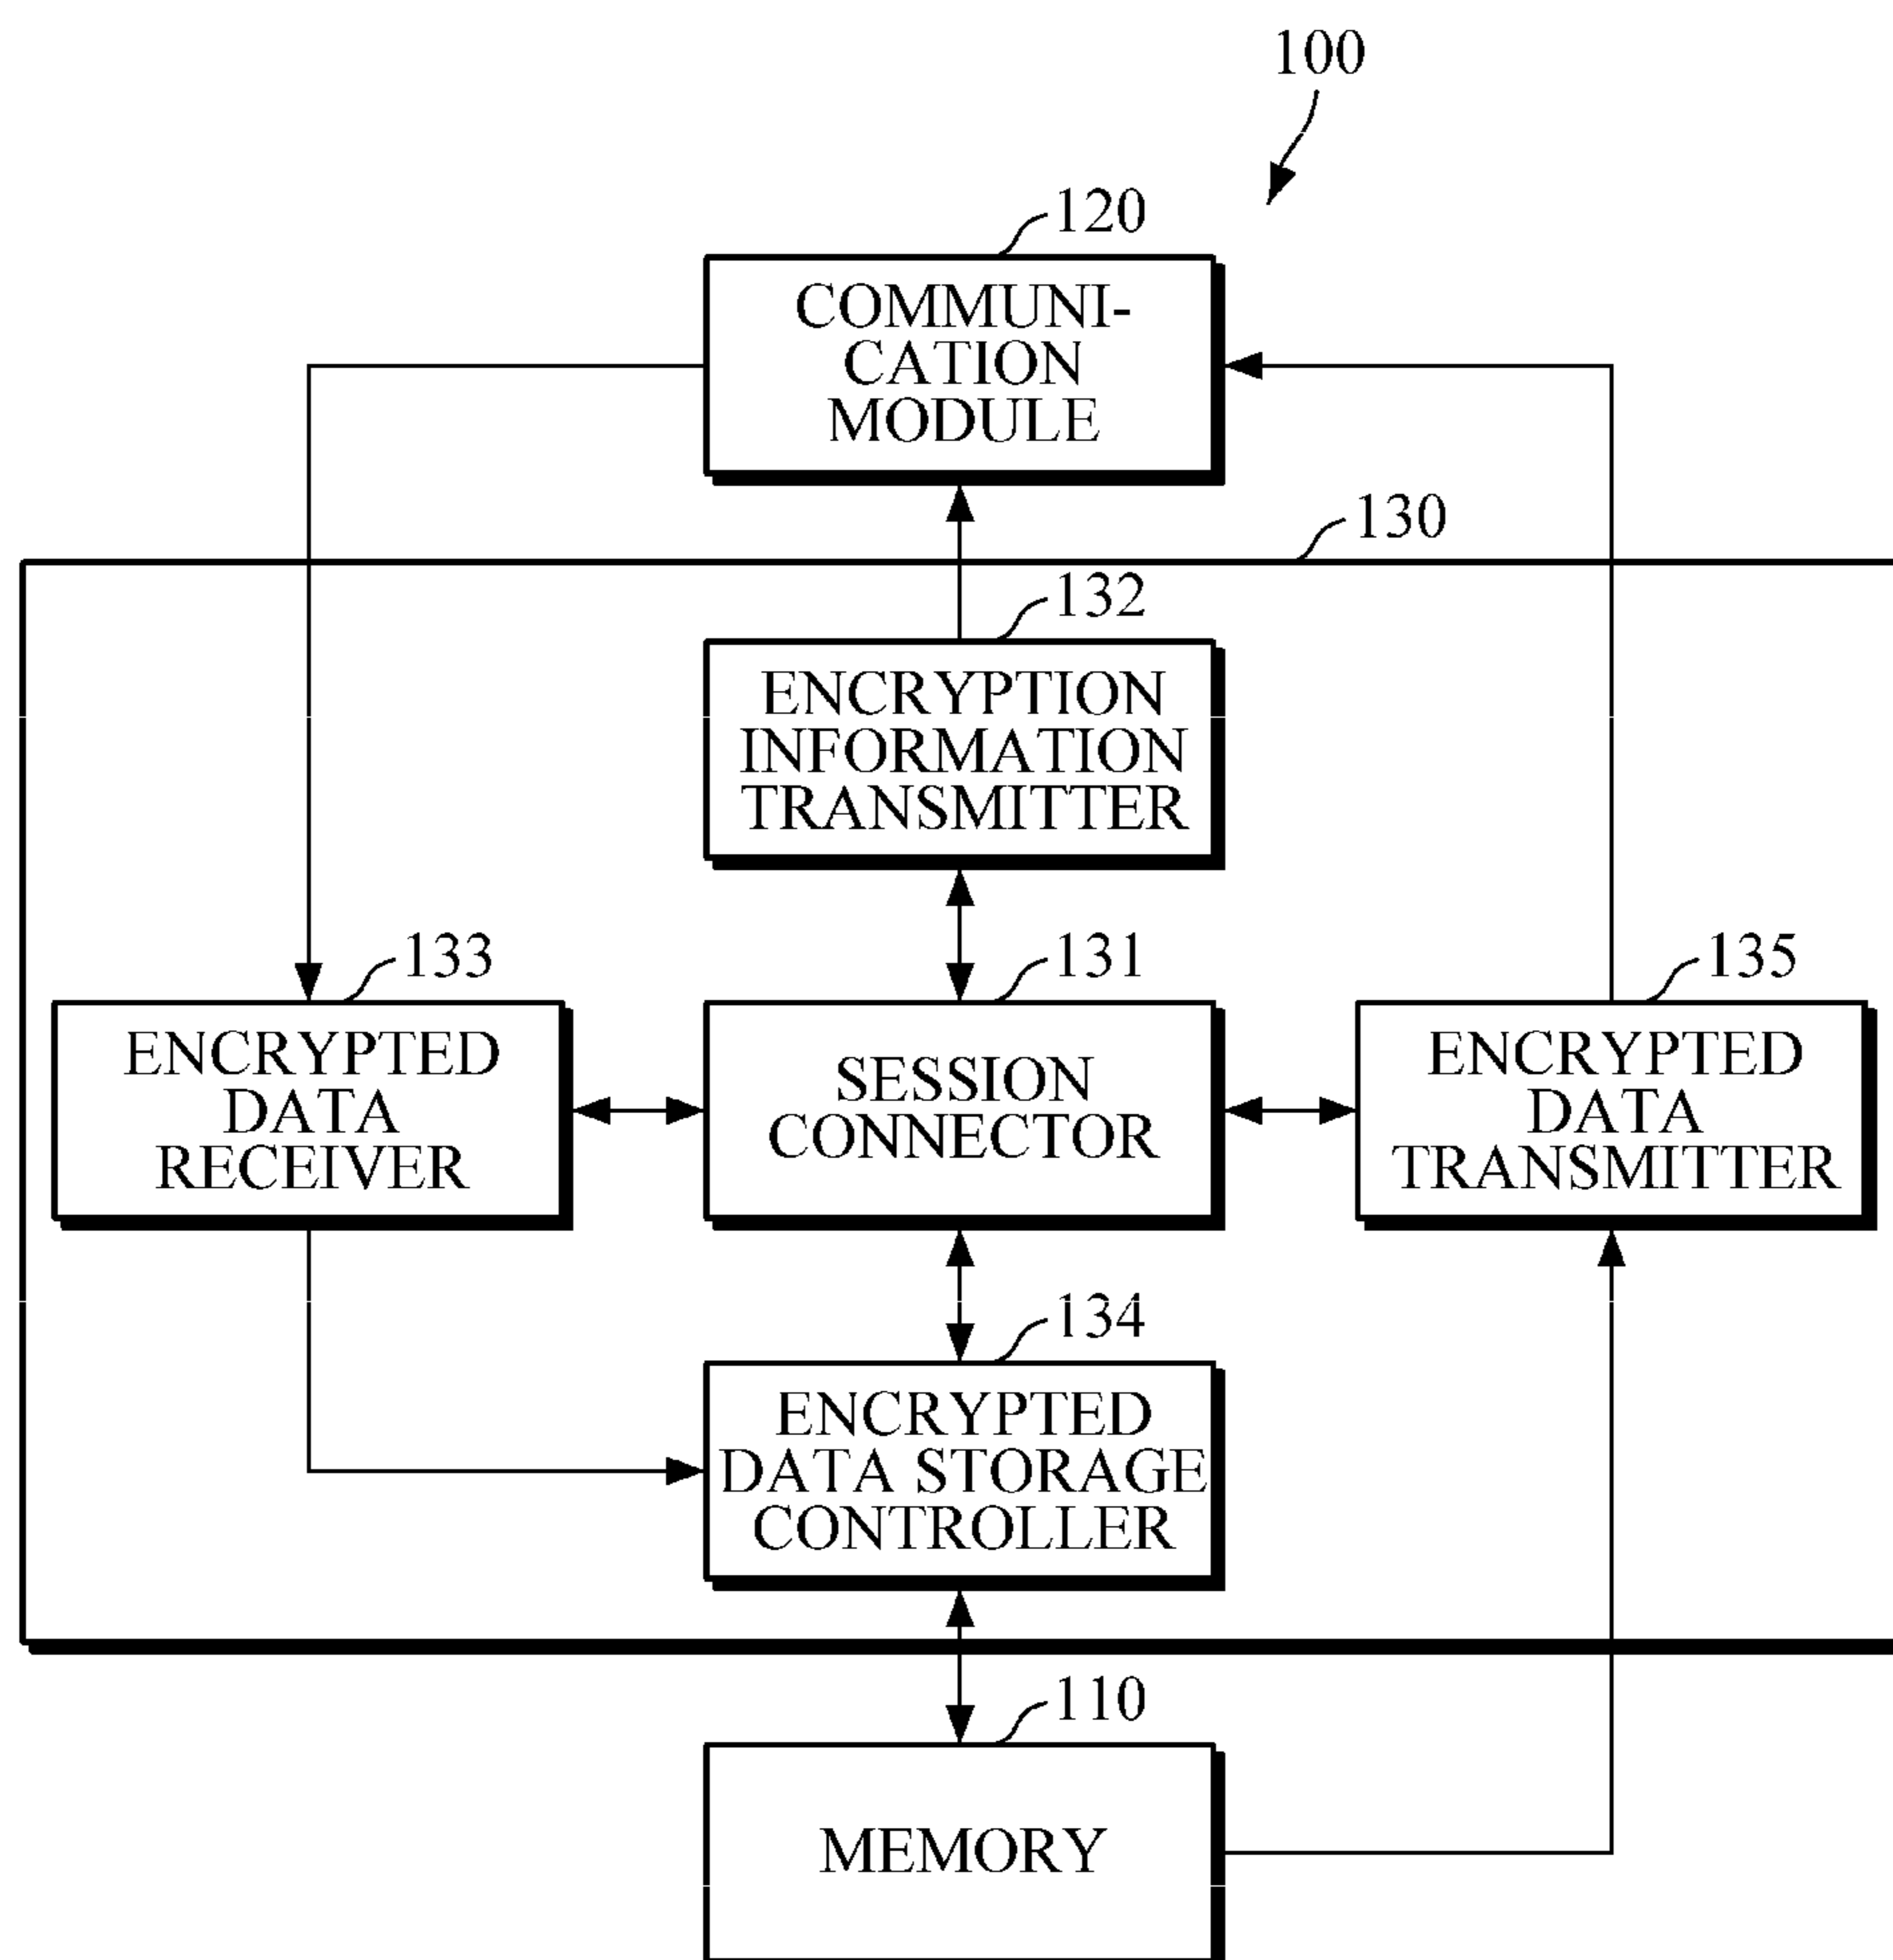 100
120
COMMUNI-
CATION
MODULE
130
132
ENCRYPTION
INFORMATION
TRANSMITTER
133
ENCRYPTED
DATA
RECEIVER
131
SESSION
CONNECTOR
135
ENCRYPTED
DATA
TRANSMITTER
134
ENCRYPTED
DATA STORAGE
CONTROLLER
110
MEMORY